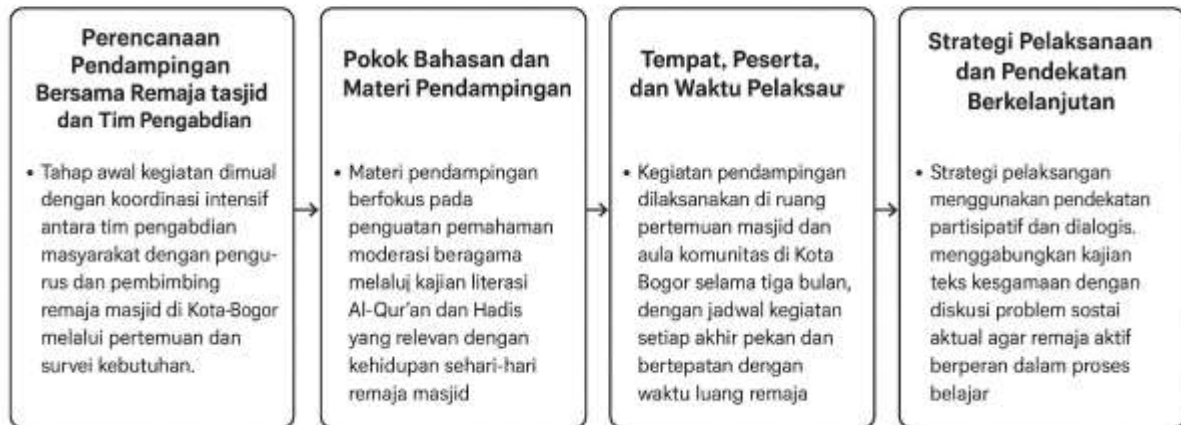 Perencanaan
Pendampingan
Bersama Remaja tasjid
dan Tim Pengabdian
• Tahap awal kegiatan dimual
dengan koordinasi intensif
antara tim pengabdian
masyarakat dengan pengu-
rus dan pembimbing
remaja masjid di Kota-Bogor
melalui pertemuan dan
survei kebutuhan.
Pokok Bahasan dan
Materi Pendampingan
• Materi pendampingan
berfokus pada
penguatan pemahaman
moderasi beragama
melaluj kajian literasi
Al-Qur'an dan Hadis
yang relevan dengan
kehidupan sehari-hari
remaja masjid
Tempat, Peserta,
dan Waktu Pelaksaur
• Kegiatan pendampingan
dilaksanakan di ruang
pertemuan masjid dan
aula komunitas di Kota
Bogor selama tiga bulan,
dengan jadwal kegiatan
setiap akhir pekan dan
bertepatan dengan
waktu luang remaja
Strategi Pelaksanaan
dan Pendekatan
Berkelanjutan
• Strategi pelaksangan
menggunakan pendekatan
partisipatif dan dialogis.
menggabungkan kajian
teks kesgamaan dengan
diskusi problem sostai
aktual agar remaja aktif
berperan dalam proses
belajar